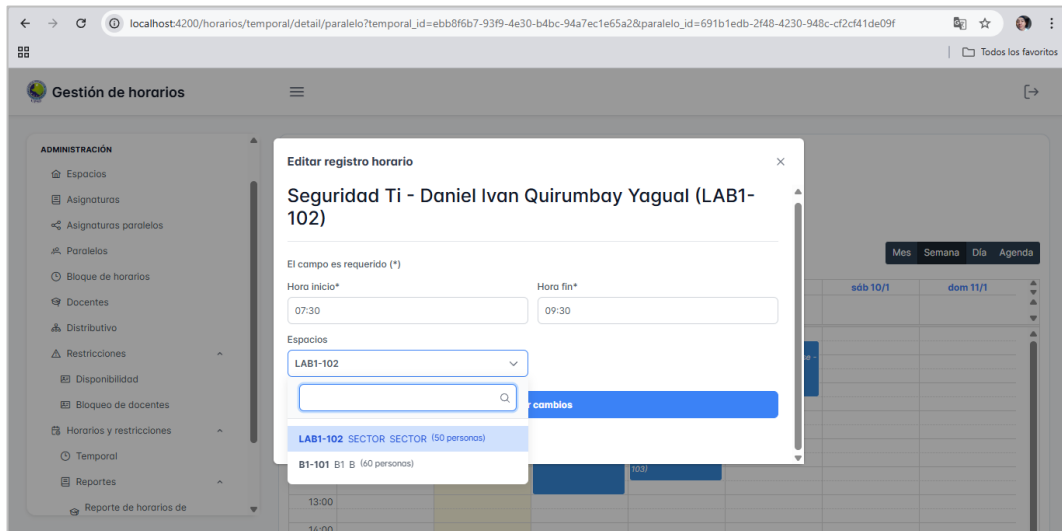 localhost:4200/horarios/temporal/detail/paralelo?temporal_id=ebb8f6b7-93f9-4e30-b4bc-94a7ec1e65a2&paralelo_id=691b1edb-2f48-4230-948c-cf2cf41de09f
Todos los favoritos
Gestión de horarios
ADMINISTRACIÓN
Espacios
Asignaturas
Asignaturas paralelos
Paralelos
Bloque de horarios
Docentes
Distributivo
Restricciones
Disponibilidad
Bloqueo de docentes
Horarios y restricciones
Temporal
Reportes
Reporte de horarios de
Editar registro horario
Seguridad Ti - Daniel Ivan Quirumbay Yagual (LAB1-
102)
El campo es requerido (*)
Hora inicio* Hora fin*
07:30 09:30
Espacios
LAB1-102
r cambios
LAB1-102 SECTOR SECTOR (50 personas)
B1-101 B1 B (60 personas)
Mes Semana Día Agenda
sáb 10/1 dom 11/1
103)
13:00
14:00